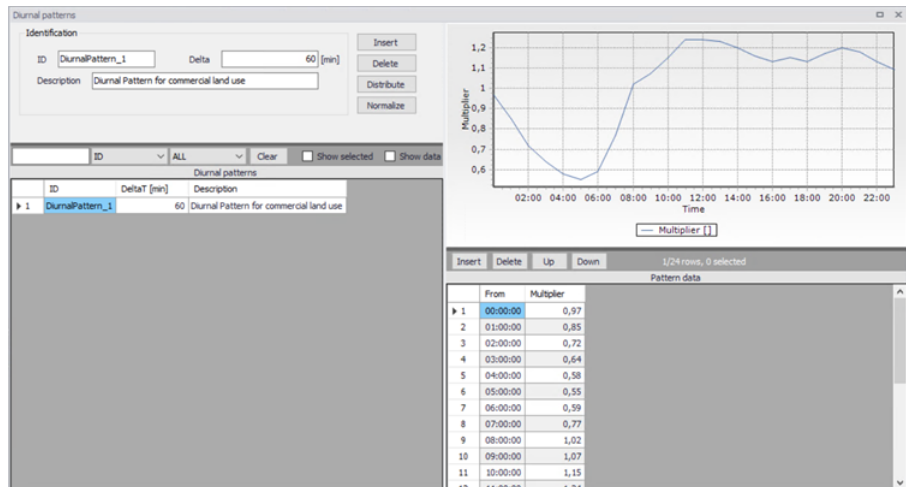 Diurnal patterns
Identification
ID DiurnalPattern_1 Delta 60 [min]
Description Diurnal Pattern for commercial land use
Insert
Delete
Distribute
Normalize
ID ALL Clear Show selected Show data
Diurnal patterns
ID DeltaT [min] Description
1 DiurnalPattern_1 60 Diurnal Pattern for commercial land use
Multiplier
1,2
1,1
1
0,9
0,8
0,7
0,6
02:00 04:00 06:00 08:00 10:00 12:00 14:00 16:00 18:00 20:00 22:00
Time
Multiplier []
Insert Delete Up Down 1/24 rows, 0 selected
Pattern data
From Multiplier
1 00:00:00 0,97
2 01:00:00 0,85
3 02:00:00 0,72
4 03:00:00 0,64
5 04:00:00 0,58
6 05:00:00 0,55
7 06:00:00 0,59
8 07:00:00 0,77
9 08:00:00 1,02
10 09:00:00 1,07
11 10:00:00 1,15